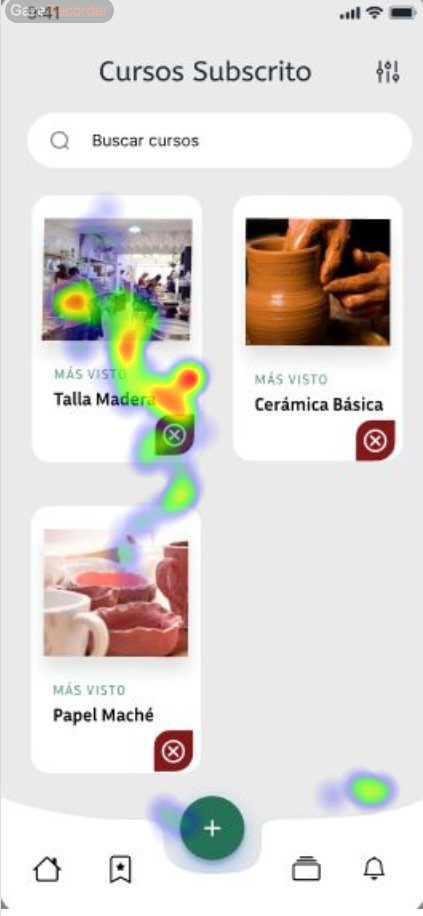 GazeRecorder
9:41
Cursos Subscrito
Buscar cursos
MÁS VISTO
Talla Madera
MÁS VISTO
Cerámica Básica
MÁS VISTO
Papel Maché